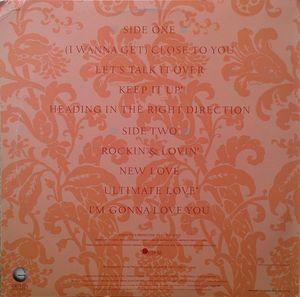 SIDE ONE
(I WANNA GET) CLOSE TO YOU
LET'S TALK IT OVER
KEEP IT UP*
HEADING IN THE RIGHT DIRECTION
SIDE TWO
ROCKIN & LOVIN'
NEW LOVE
ULTIMATE LOVE*
I'M GONNA LOVE YOU